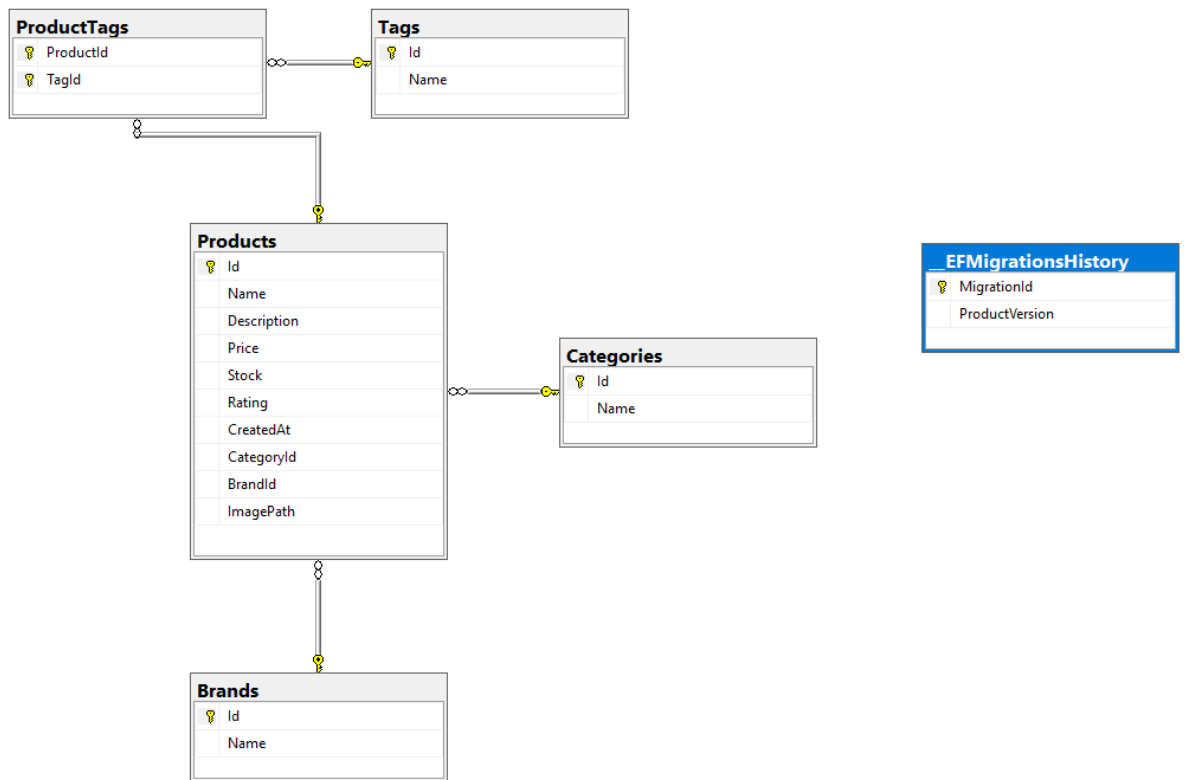 ProductTags
ProductId
TagId
Tags
Id
Name
Products
Id
Name
Description
Price
Stock
Rating
CreatedAt
CategoryId
BrandId
ImagePath
Categories
Id
Name
__EFMigrationsHistory
MigrationId
ProductVersion
Brands
Id
Name